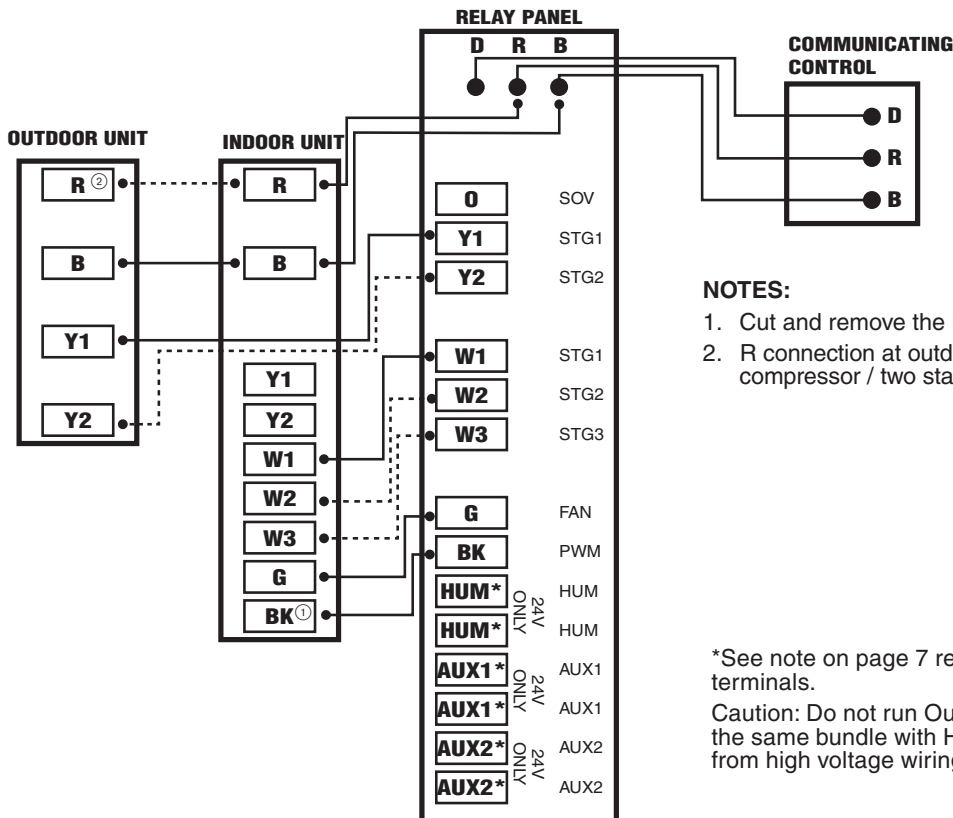 RELAY PANEL
D R B
COMMUNICATING
CONTROL
D
R
B
OUTDOOR UNIT
R ②
B
Y1
Y2
INDOOR UNIT
R
B
Y1
Y2
W1
W2
W3
G
BK ①
O SOV
Y1 STG1
Y2 STG2
W1 STG1
W2 STG2
W3 STG3
G FAN
BK PWM
HUM* HUM
HUM* HUM
24V
ONLY
AUX1* AUX1
AUX1* AUX1
24V
ONLY
AUX2* AUX2
AUX2* AUX2
24V
ONLY
NOTES:
1. Cut and remove the
2. R connection at outd
compressor / two sta
*See note on page 7 re
terminals.
Caution: Do not run Ou
the same bundle with H
from high voltage wiring